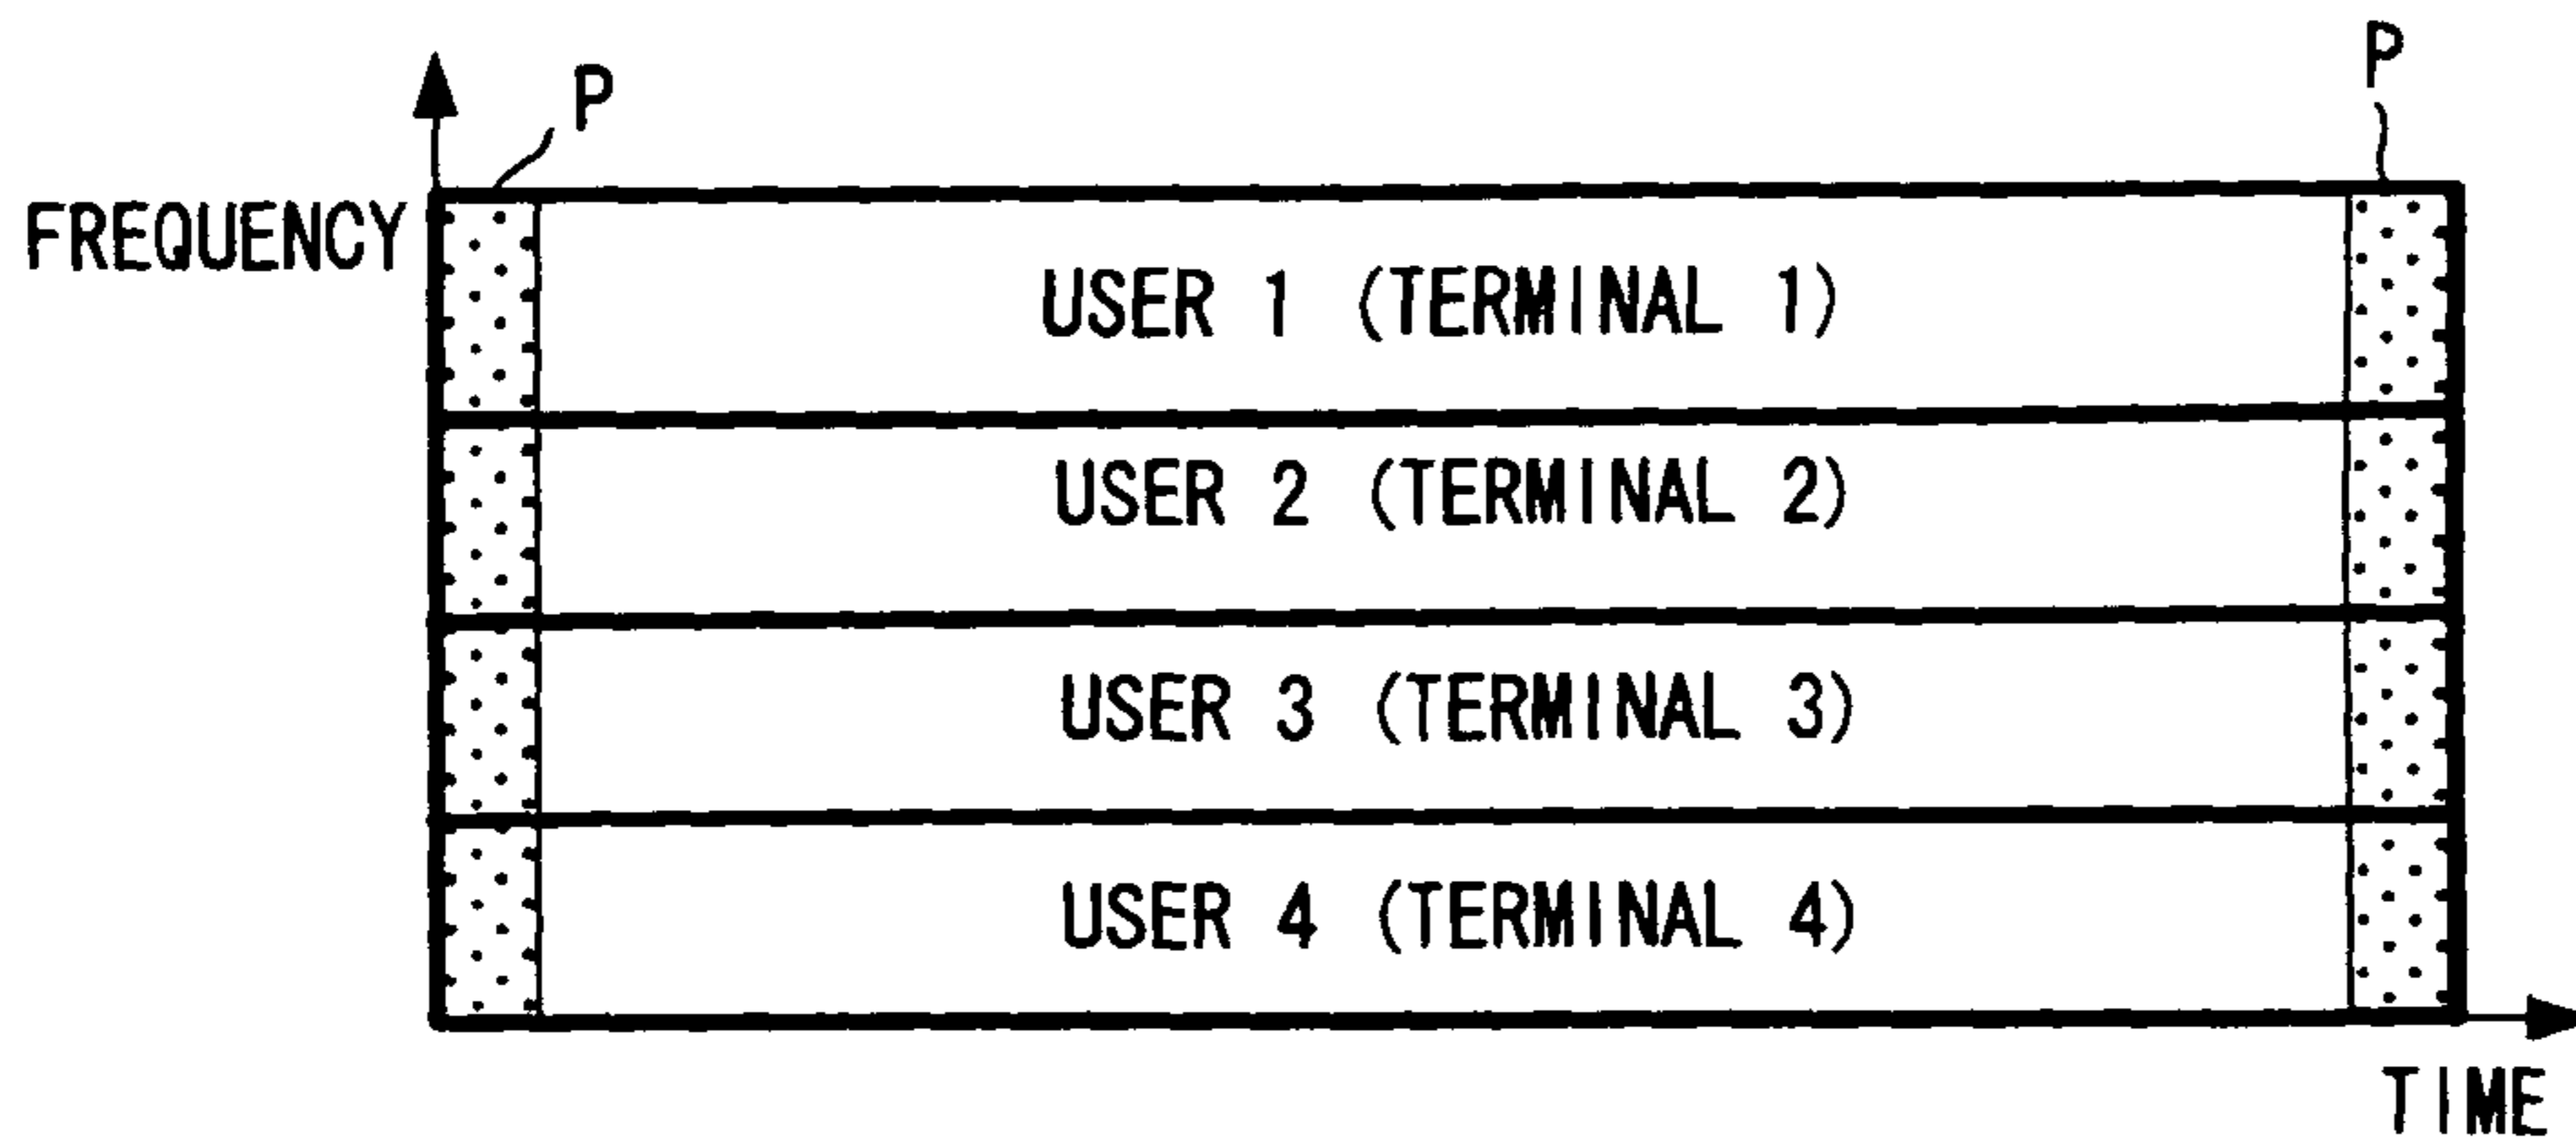 P
P
FREQUENCY
USER 1 (TERMINAL 1)
USER 2 (TERMINAL 2)
USER 3 (TERMINAL 3)
USER 4 (TERMINAL 4)
TIME